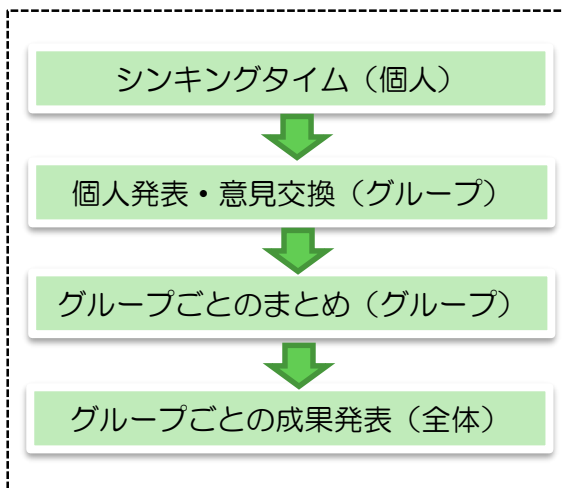 シンキングタイム（個人）
個人発表・意見交換（グループ）
グループごとのまとめ（グループ）
グループごとの成果発表（全体）